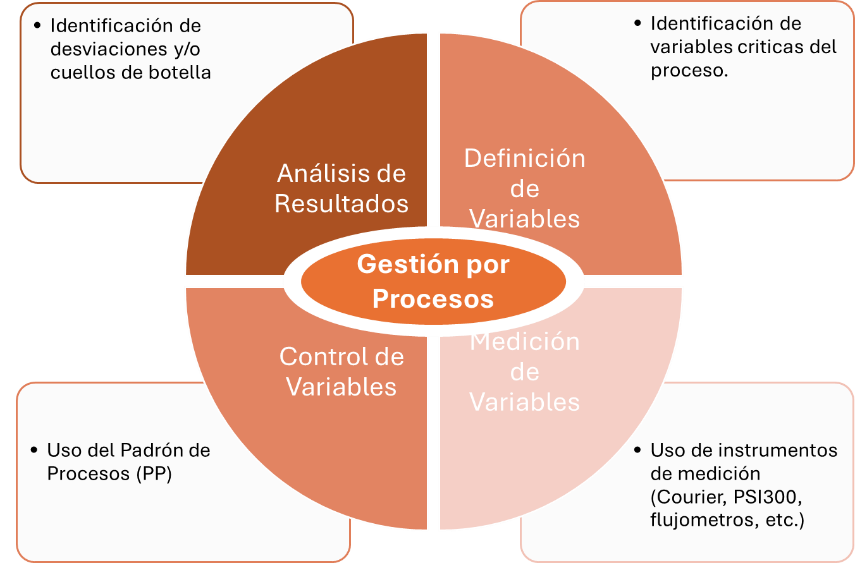 • Identificación de
desviaciones y/o
cuellos de botella
• Identificación de
variables criticas del
proceso.
Análisis de
Resultados
Definición
de
Variables
Gestión por
Procesos
Control de
Variables
Medición
de
Variables
• Uso del Padrón de
Procesos (PP)
• Uso de instrumentos
de medición
(Courier, PSI300,
flujometros, etc.)